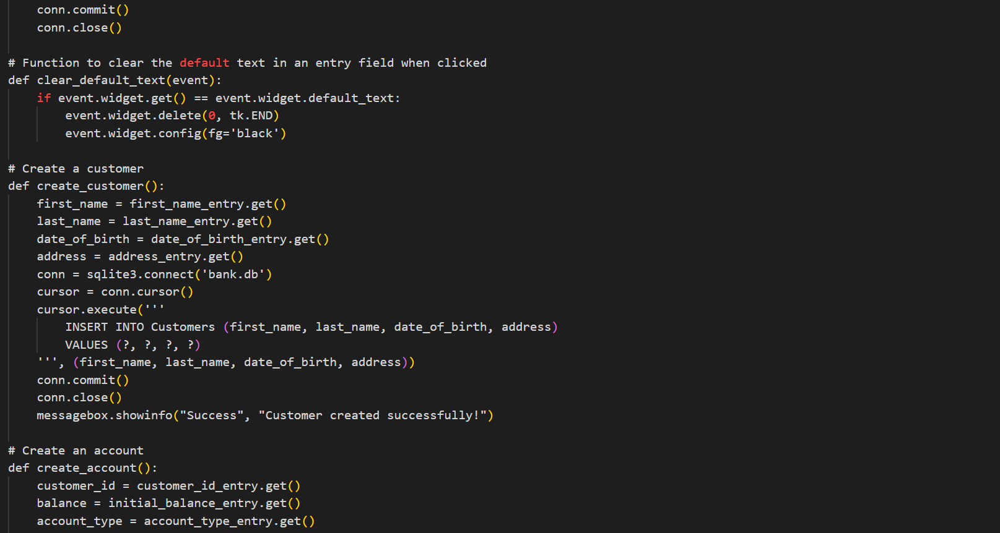 conn.commit()
conn.close()
# Function to clear the default text in an entry field when clicked
def clear_default_text(event):
if event.widget.get() == event.widget.default_text:
event.widget.delete(0, tk.END)
event.widget.config(fg='black')
# Create a customer
def create_customer():
first_name = first_name_entry.get()
last_name = last_name_entry.get()
date_of_birth = date_of_birth_entry.get()
address = address_entry.get()
conn = sqlite3.connect('bank.db')
cursor = conn.cursor()
cursor.execute('''
INSERT INTO Customers (first_name, last_name, date_of_birth, address)
VALUES (?, ?, ?, ?)
''', (first_name, last_name, date_of_birth, address))
conn.commit()
conn.close()
messagebox.showinfo("Success", "Customer created successfully!")
# Create an account
def create_account():
customer_id = customer_id_entry.get()
balance = initial_balance_entry.get()
account_type = account_type_entry.get()